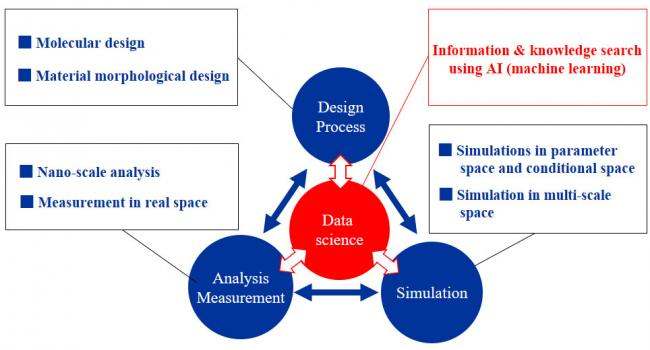 Molecular design
Material morphological design
Information & knowledge search
using AI (machine learning)
Design
Process
Nano-scale analysis
Measurement in real space
Simulations in parameter
space and conditional space
Simulation in multi-scale
space
Data
science
Analysis
Measurement
Simulation